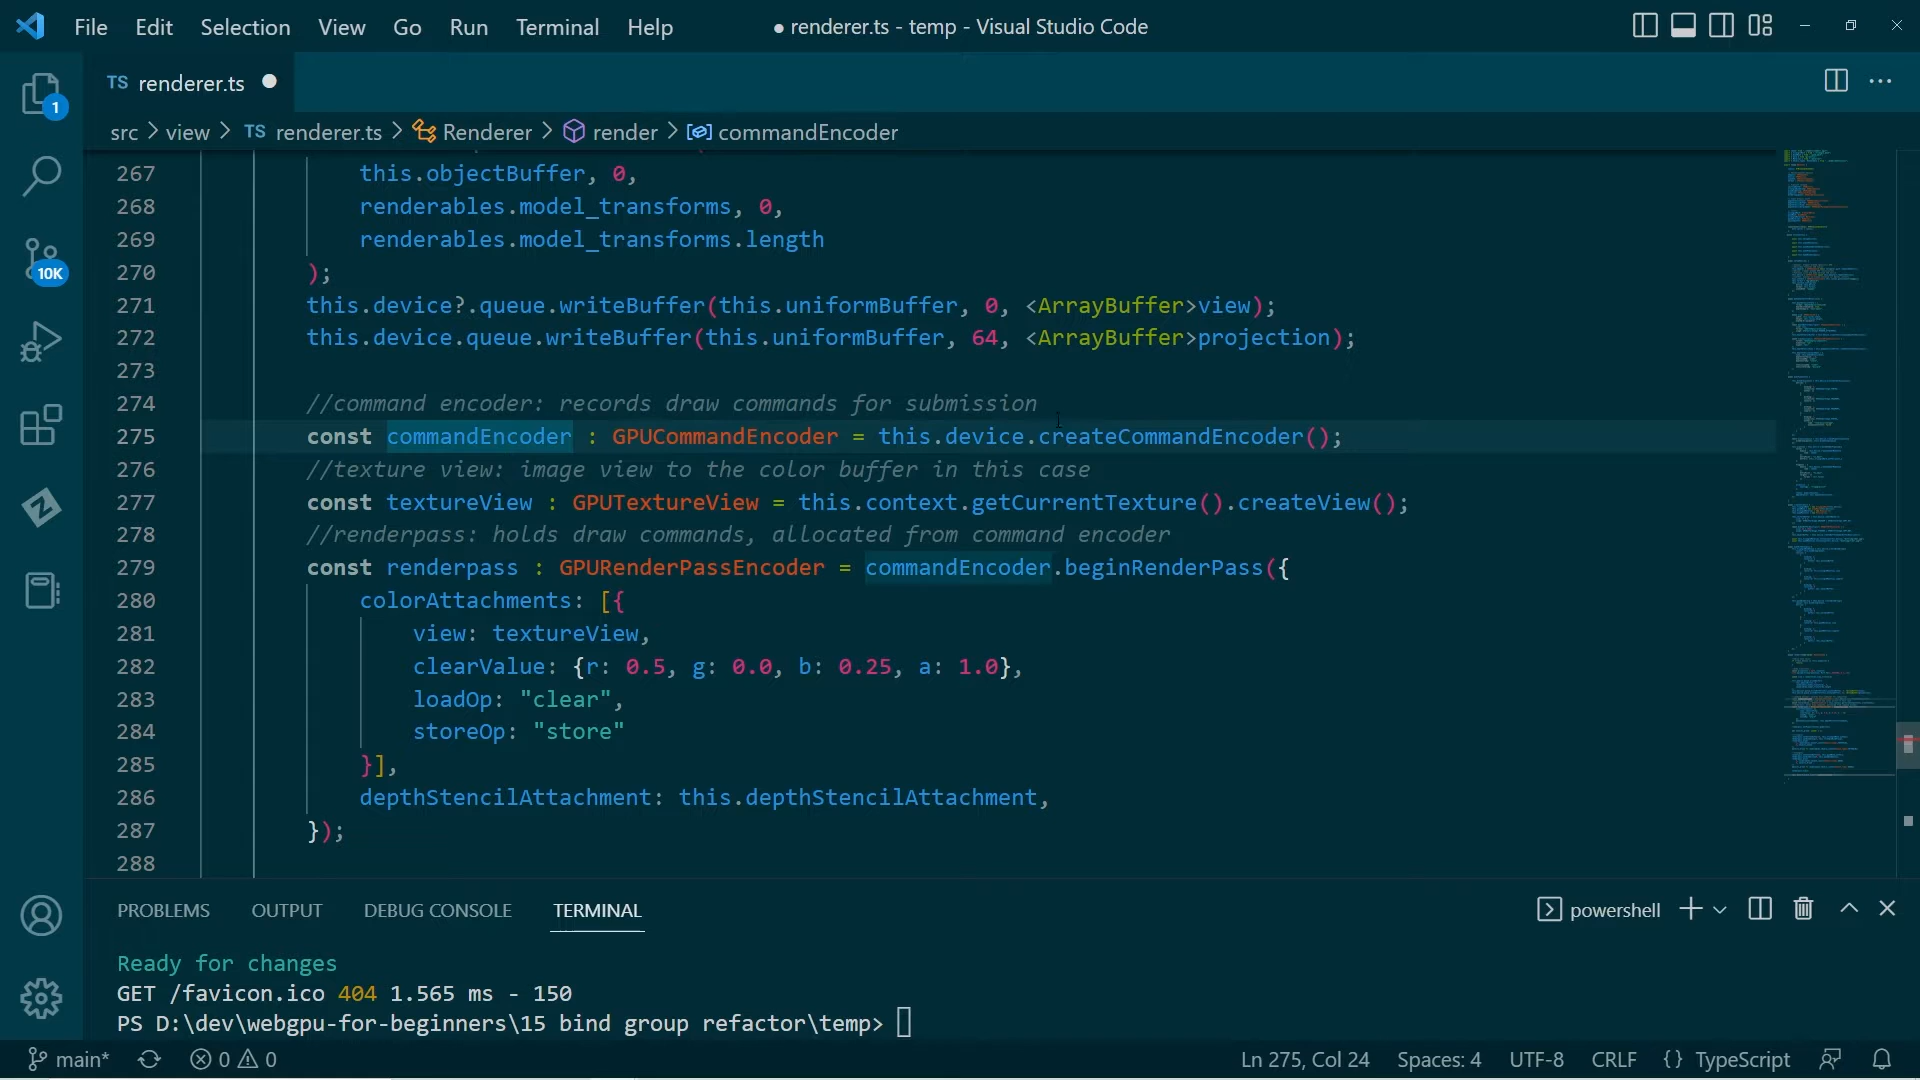 File Edit Selection View Go Run Terminal Help
● renderer.ts - temp - Visual Studio Code
TS renderer.ts ●
1
src > view > TS renderer.ts > Renderer > render > commandEncoder
10K
267 this.objectBuffer, 0,
268 renderables.model_transforms, 0,
269 renderables.model_transforms.length
270 );
271 this.device?.queue.writeBuffer(this.uniformBuffer, 0, <ArrayBuffer>view);
272 this.device.queue.writeBuffer(this.uniformBuffer, 64, <ArrayBuffer>projection);
273
274 //command encoder: records draw commands for submission
275 const commandEncoder : GPUCommandEncoder = this.device.createCommandEncoder();
276 //texture view: image view to the color buffer in this case
277 const textureView : GPUTextureView = this.context.getCurrentTexture().createView();
278 //renderpass: holds draw commands, allocated from command encoder
279 const renderpass : GPURenderPassEncoder = commandEncoder.beginRenderPass({
280 colorAttachments: [{
281 view: textureView,
282 clearValue: {r: 0.5, g: 0.0, b: 0.25, a: 1.0},
283 loadOp: "clear",
284 storeOp: "store"
285 }],
286 depthStencilAttachment: this.depthStencilAttachment,
287 });
288
PROBLEMS OUTPUT DEBUG CONSOLE TERMINAL
powershell
Ready for changes
GET /favicon.ico 404 1.565 ms - 150
PS D:\dev\webgpu-for-beginners\15 bind group refactor\temp>
main* 0 0
Ln 275, Col 24 Spaces: 4 UTF-8 CRLF {} TypeScript